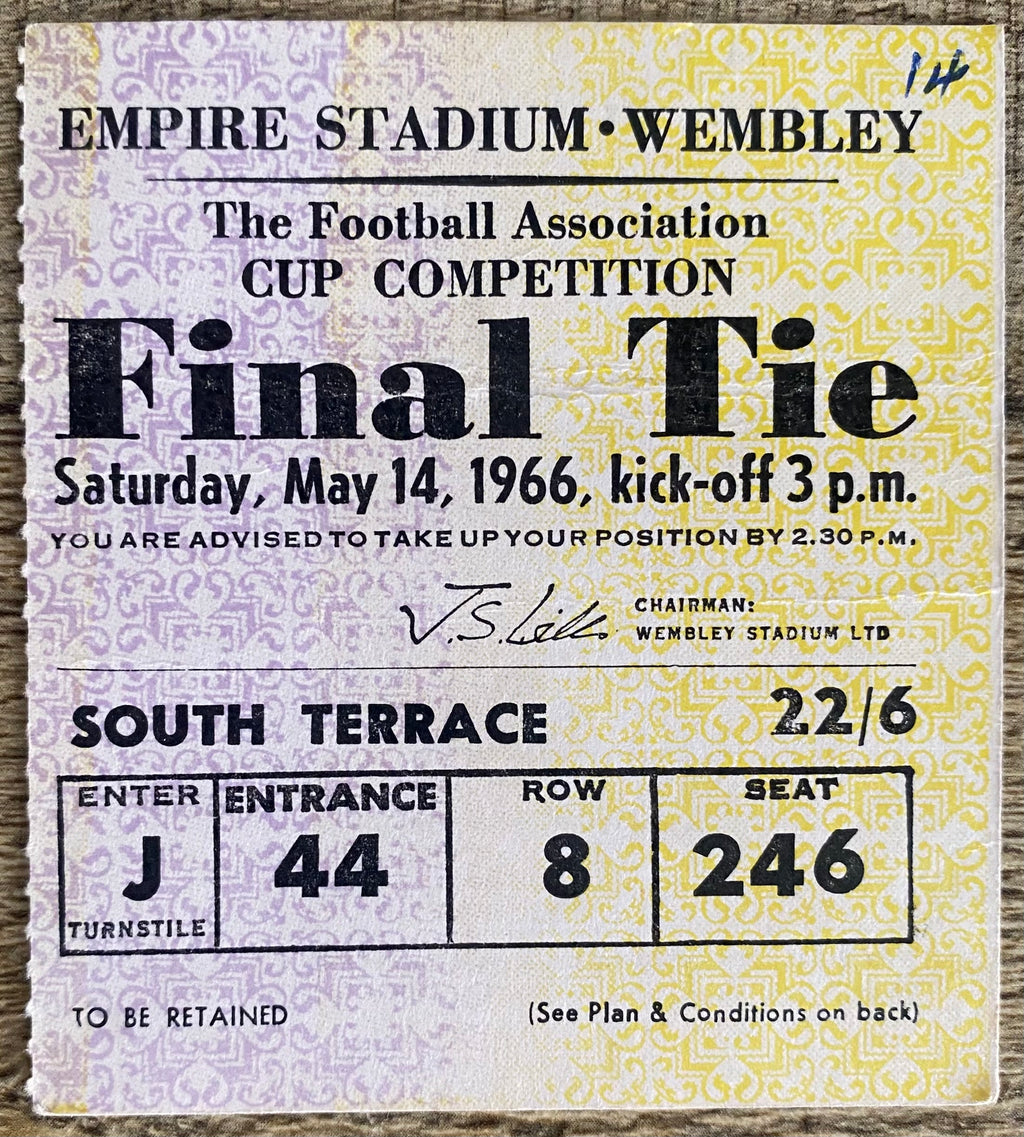 14
EMPIRE STADIUM • WEMBLEY
The Football Association
CUP COMPETITION
Final Tie
Saturday, May 14, 1966, kick-off 3 p.m.
YOU ARE ADVISED TO TAKE UP YOUR POSITION BY 2.30 P.M.
J.S.
CHAIRMAN:
WEMBLEY STADIUM LTD
SOUTH TERRACE 22/6
ENTER ENTRANCE ROW SEAT
J 44 8 246
TURNSTILE
TO BE RETAINED (See Plan & Conditions on back)